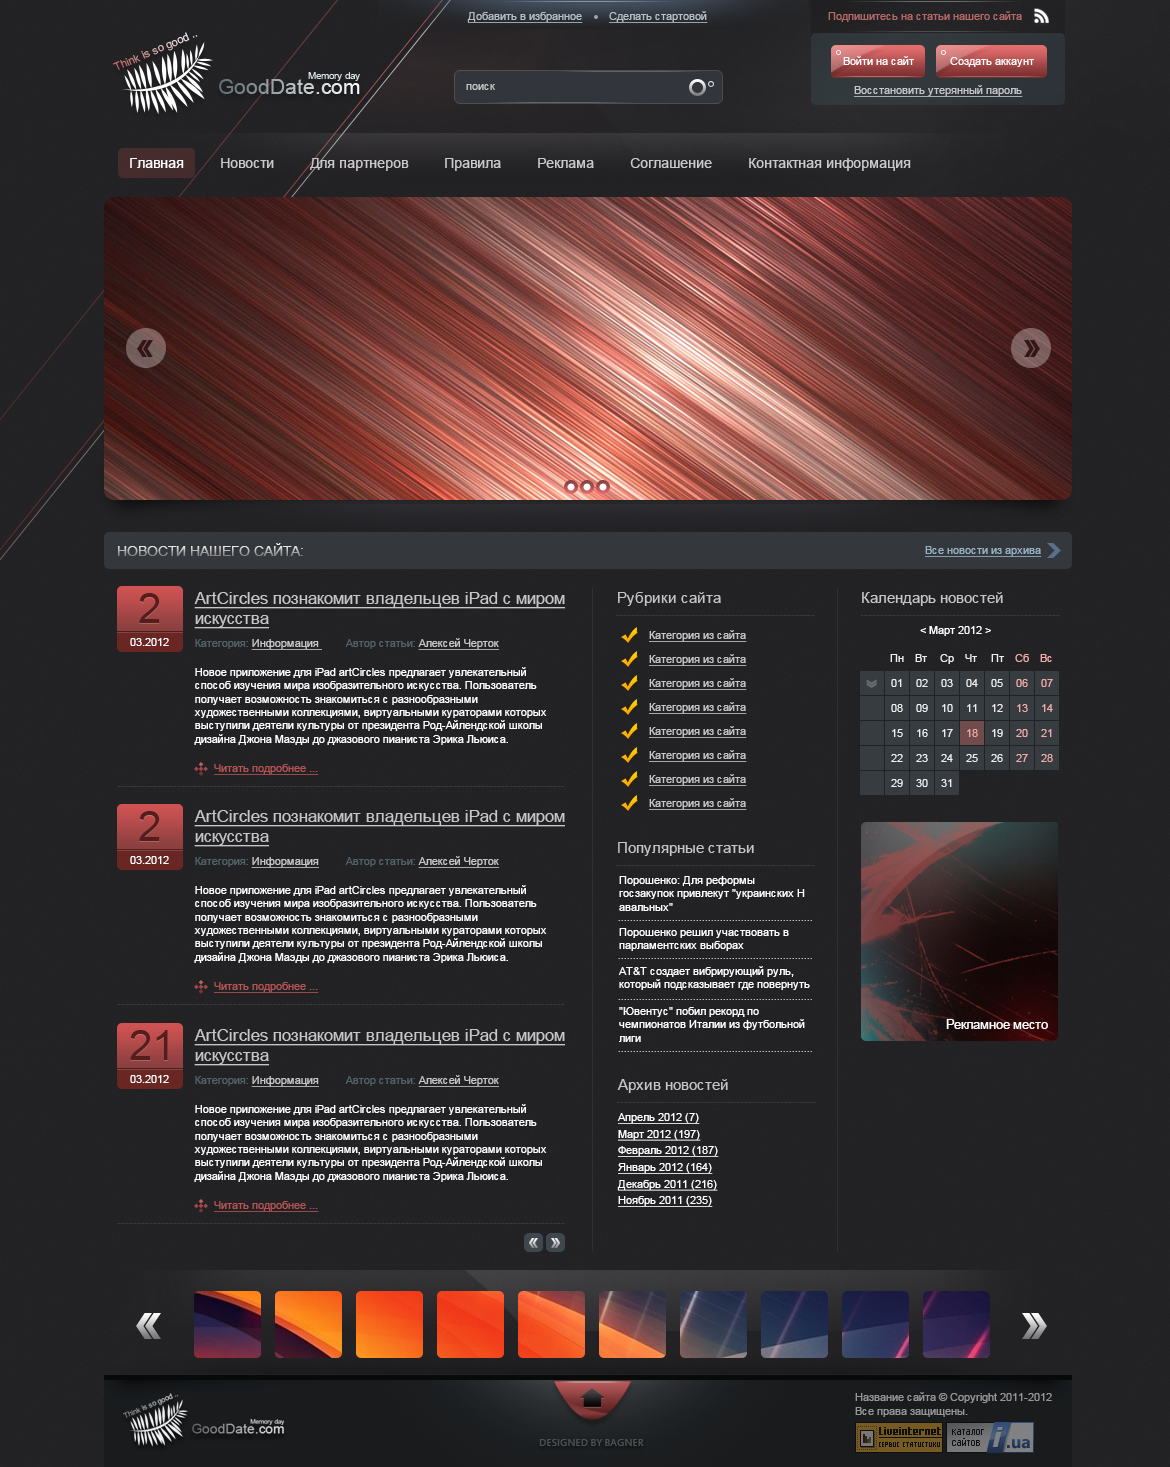 Добавить в избранное • Сделать стартовой
Подпишитесь на статьи нашего сайта
Think is so good ..
Memory day
GoodDate.com
поиск
Войти на сайт
Создать аккаунт
Восстановить утерянный пароль
Главная Новости Для партнеров Правила Реклама Соглашение Контактная информация
НОВОСТИ НАШЕГО САЙТА:
Все новости из архива
2
03.2012
ArtCircles познакомит владельцев iPad с миром
искусства
Категория: Информация Автор статьи: Алексей Черток
Новое приложение для iPad artCircles предлагает увлекательный
способ изучения мира изобразительного искусства. Пользователь
получает возможность знакомиться с разнообразными
художественными коллекциями, виртуальными кураторами которых
выступили деятели культуры от президента Род-Айлендской школы
дизайна Джона Маэды до джазового пианиста Эрика Льюиса.
Читать подробнее ...
2
03.2012
ArtCircles познакомит владельцев iPad с миром
искусства
Категория: Информация Автор статьи: Алексей Черток
Новое приложение для iPad artCircles предлагает увлекательный
способ изучения мира изобразительного искусства. Пользователь
получает возможность знакомиться с разнообразными
художественными коллекциями, виртуальными кураторами которых
выступили деятели культуры от президента Род-Айлендской школы
дизайна Джона Маэды до джазового пианиста Эрика Льюиса.
Читать подробнее ...
21
03.2012
ArtCircles познакомит владельцев iPad с миром
искусства
Категория: Информация Автор статьи: Алексей Черток
Новое приложение для iPad artCircles предлагает увлекательный
способ изучения мира изобразительного искусства. Пользователь
получает возможность знакомиться с разнообразными
художественными коллекциями, виртуальными кураторами которых
выступили деятели культуры от президента Род-Айлендской школы
дизайна Джона Маэды до джазового пианиста Эрика Льюиса.
Читать подробнее ...
Рубрики сайта
Категория из сайта
Категория из сайта
Категория из сайта
Категория из сайта
Категория из сайта
Категория из сайта
Категория из сайта
Категория из сайта
Популярные статьи
Порошенко: Для реформы
госзакупок привлекут "украинских Н
авальных"
Порошенко решил участвовать в
парламентских выборах
AT&T создает вибрирующий руль,
который подсказывает где повернуть
"Ювентус" побил рекорд по
чемпионатов Италии из футбольной
лиги
Архив новостей
Апрель 2012 (7)
Март 2012 (197)
Февраль 2012 (187)
Январь 2012 (164)
Декабрь 2011 (216)
Ноябрь 2011 (235)
Календарь новостей
< Март 2012 >
Пн Вт Ср Чт Пт Сб Вс
01 02 03 04 05 06 07
08 09 10 11 12 13 14
15 16 17 18 19 20 21
22 23 24 25 26 27 28
29 30 31
Рекламное место
Think is so good ..
Memory day
GoodDate.com
DESIGNED BY BAGNER
Название сайта © Copyright 2011-2012
Все права защищены.
Liveinternet
СЕРВИС СТАТИСТИКИ
каталог
сайтов
i.ua